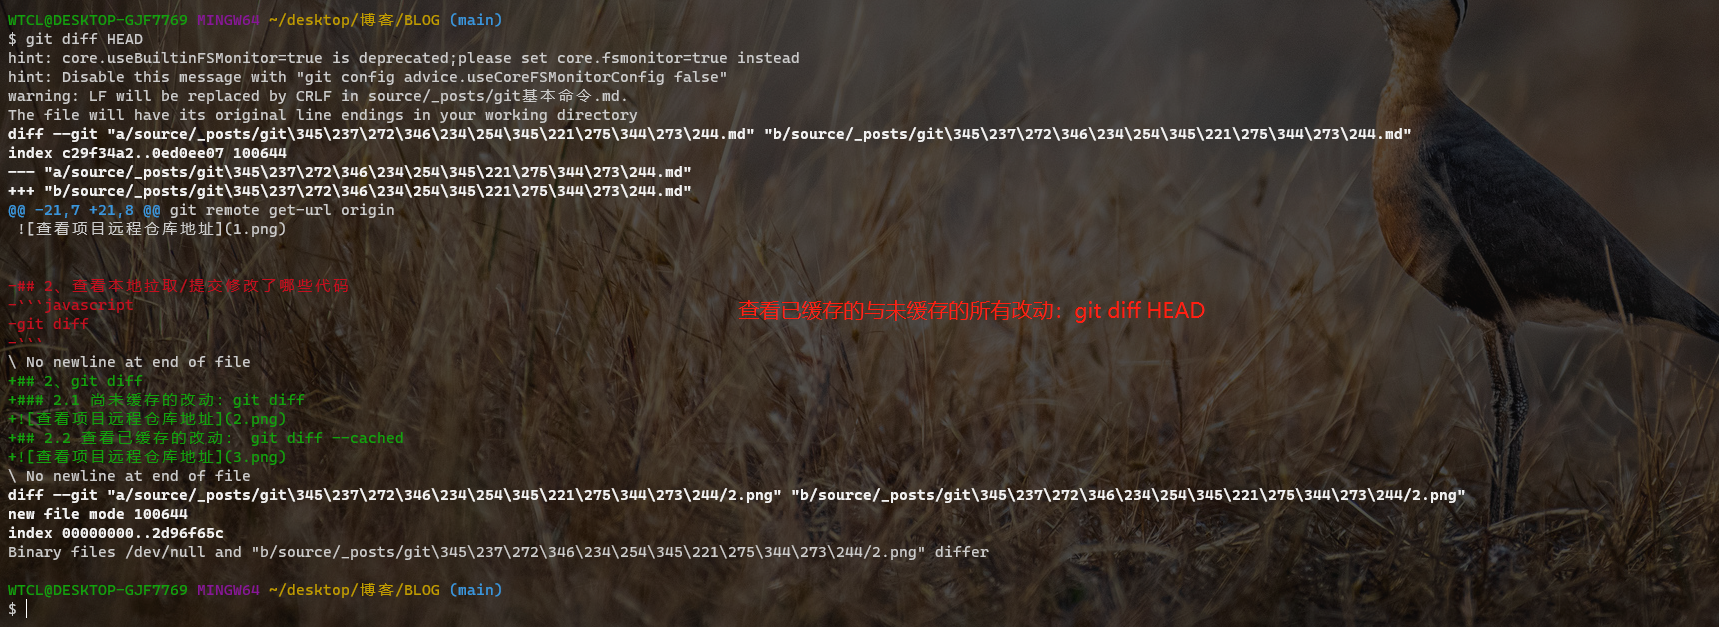 WTCL@DESKTOP-GJF7769 MINGW64 ~/desktop/博客/BLOG (main)
$ git diff HEAD
hint: core.useBuiltinFSMonitor=true is deprecated;please set core.fsmonitor=true instead
hint: Disable this message with "git config advice.useCoreFSMonitorConfig false"
warning: LF will be replaced by CRLF in source/_posts/git基本命令.md.
The file will have its original line endings in your working directory
diff --git "a/source/_posts/git\345\237\272\346\234\254\345\221\275\344\273\244.md" "b/source/_posts/git\345\237\272\346\234\254\345\221\275\344\273\244.md"
index c29f34a2..0ed0ee07 100644
--- "a/source/_posts/git\345\237\272\346\234\254\345\221\275\344\273\244.md"
+++ "b/source/_posts/git\345\237\272\346\234\254\345\221\275\344\273\244.md"
@@ -21,7 +21,8 @@ git remote get-url origin
 ![查看项目远程仓库地址](1.png)
-## 2、查看本地拉取/提交修改了哪些代码
-```javascript
查看已缓存的与未缓存的所有改动：git diff HEAD
-git diff
-```
\ No newline at end of file
+## 2、git diff
+### 2.1 尚未缓存的改动：git diff
+![查看项目远程仓库地址](2.png)
+## 2.2 查看已缓存的改动： git diff --cached
+![查看项目远程仓库地址](3.png)
\ No newline at end of file
diff --git "a/source/_posts/git\345\237\272\346\234\254\345\221\275\344\273\244/2.png" "b/source/_posts/git\345\237\272\346\234\254\345\221\275\344\273\244/2.png"
new file mode 100644
index 00000000..2d96f65c
Binary files /dev/null and "b/source/_posts/git\345\237\272\346\234\254\345\221\275\344\273\244/2.png" differ
WTCL@DESKTOP-GJF7769 MINGW64 ~/desktop/博客/BLOG (main)
$